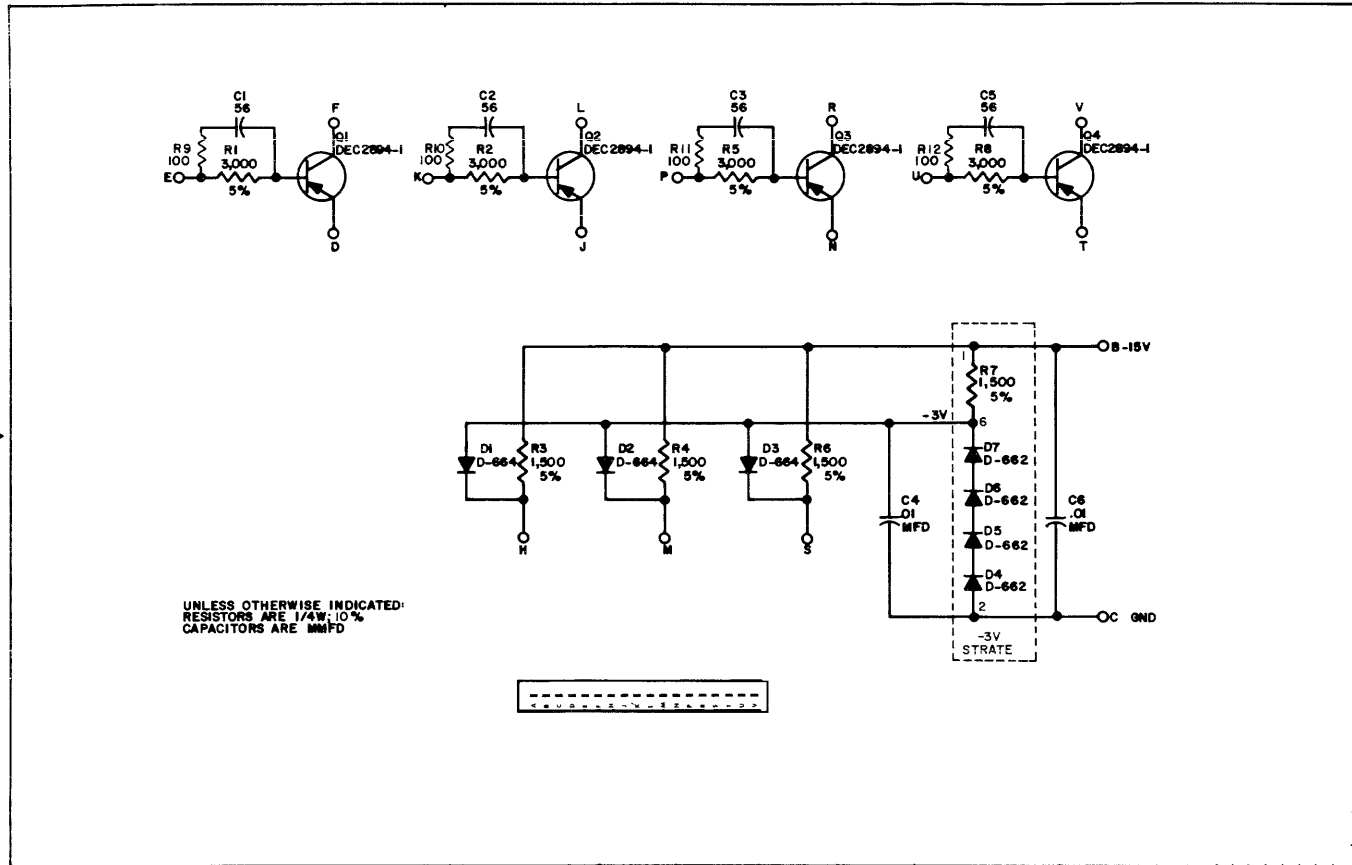 C1
56
F
Q1
DEC2894-1
R9
100
R1
3,000
5%
E
D
C2
56
L
Q2
DEC2894-1
R10
100
R2
3,000
5%
K
J
C3
56
R
Q3
DEC2894-1
R11
100
R5
3,000
5%
P
N
C5
56
V
Q4
DEC2894-1
R12
100
R8
3,000
5%
U
T
B-15V
1
R7
1,500
5%
-3V
6
D1
D-664
R3
1,500
5%
D2
D-664
R4
1,500
5%
D3
D-664
R6
1,500
5%
D7
D-662
D6
D-662
D5
D-662
D4
D-662
C4
.01
MFD
C6
.01
MFD
H
M
S
2
C GND
-3V
STRATE
UNLESS OTHERWISE INDICATED:
RESISTORS ARE 1/4W; 10%
CAPACITORS ARE MMFD
A B C D E F H J K L M N P R S T U V